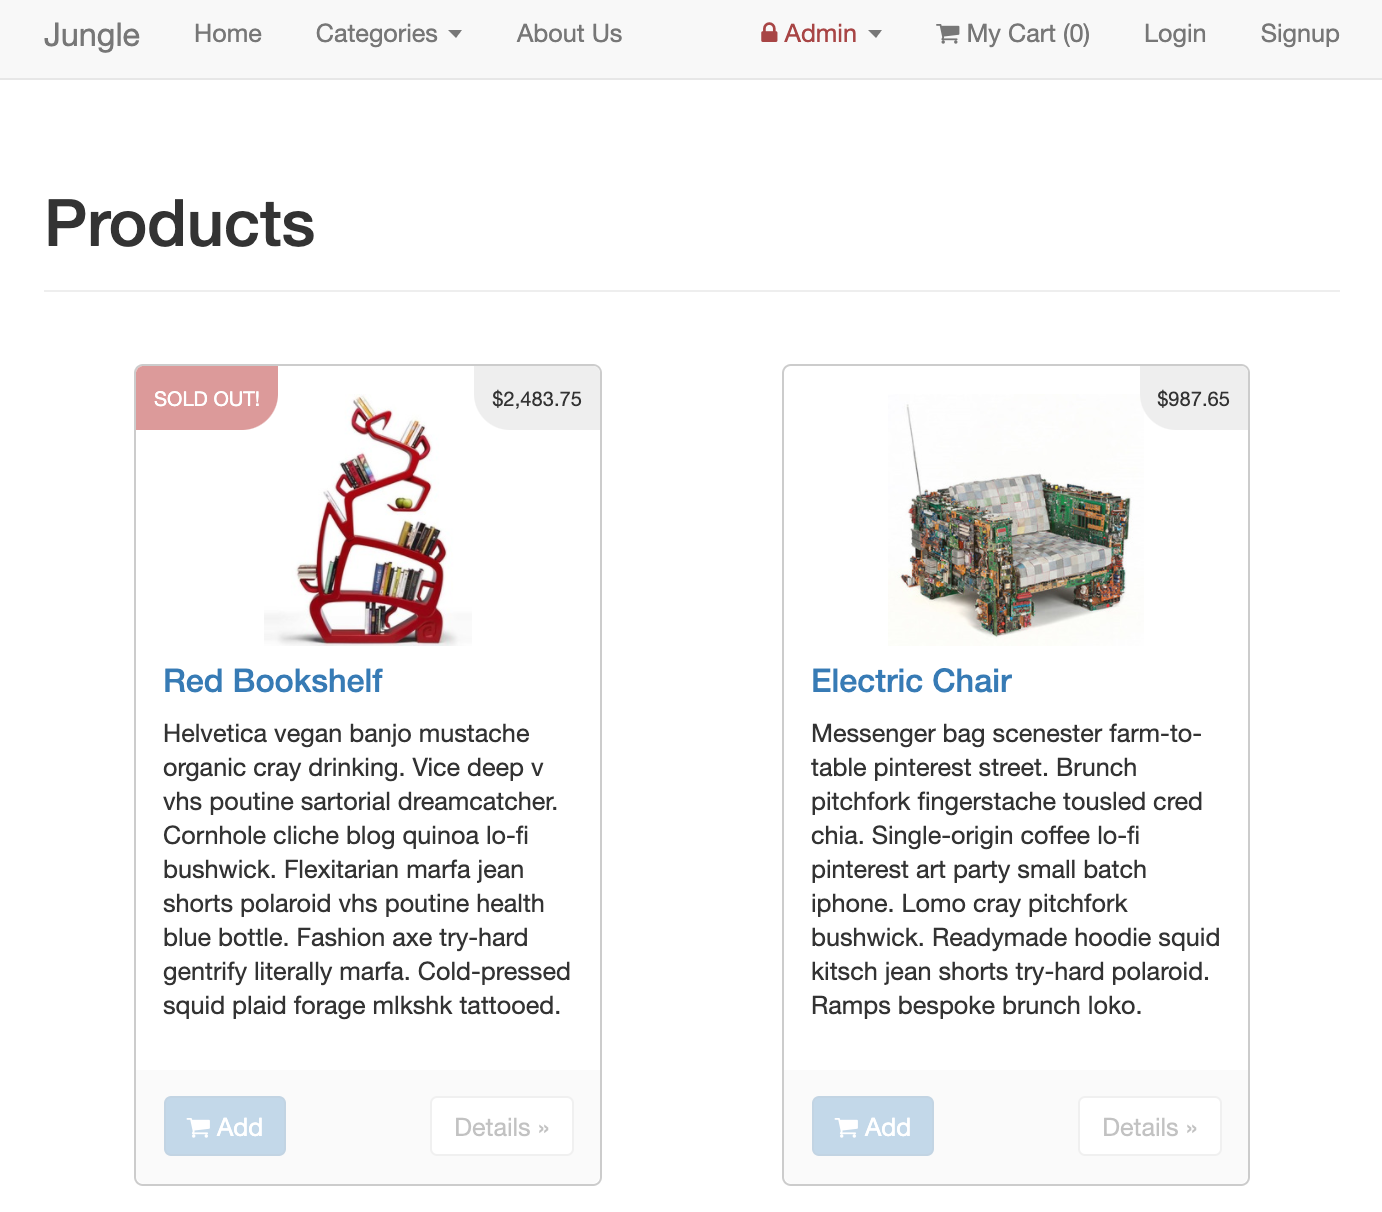 Jungle Home Categories About Us Admin My Cart (0) Login Signup
Products
SOLD OUT!
$2,483.75
Red Bookshelf
Helvetica vegan banjo mustache
organic cray drinking. Vice deep v
vhs poutine sartorial dreamcatcher.
Cornhole cliche blog quinoa lo-fi
bushwick. Flexitarian marfa jean
shorts polaroid vhs poutine health
blue bottle. Fashion axe try-hard
gentrify literally marfa. Cold-pressed
squid plaid forage mlkshk tattooed.
Add
Details »
$987.65
Electric Chair
Messenger bag scenester farm-to-
table pinterest street. Brunch
pitchfork fingerstache tousled cred
chia. Single-origin coffee lo-fi
pinterest art party small batch
iphone. Lomo cray pitchfork
bushwick. Readymade hoodie squid
kitsch jean shorts try-hard polaroid.
Ramps bespoke brunch loko.
Add
Details »